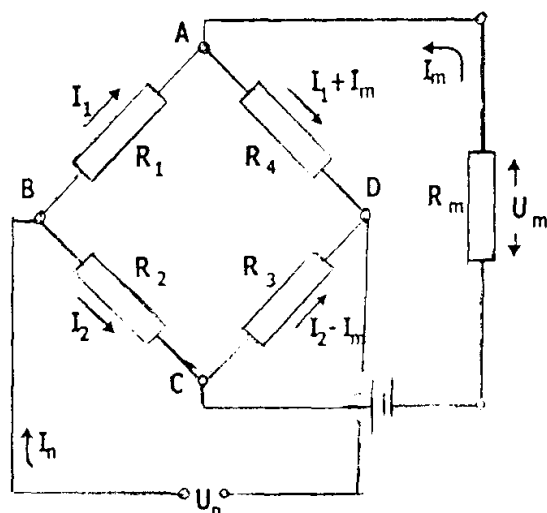 A
I₁
I₁+Iₘ
Iₘ
R₁
R₄
B
D
Rₘ
Uₘ
R₂
R₃
I₂
I₂-Iₘ
C
Iₙ
Uₙ